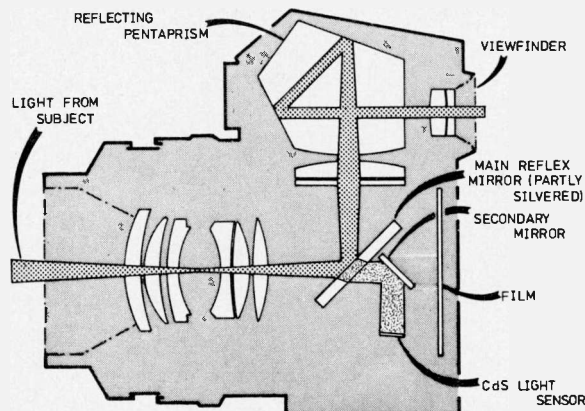 REFLECTING
PENTAPRISM
VIEWFINDER
LIGHT FROM
SUBJECT
MAIN REFLEX
MIRROR (PARTLY
SILVERED)
SECONDARY
MIRROR
FILM
CdS LIGHT
SENSOR